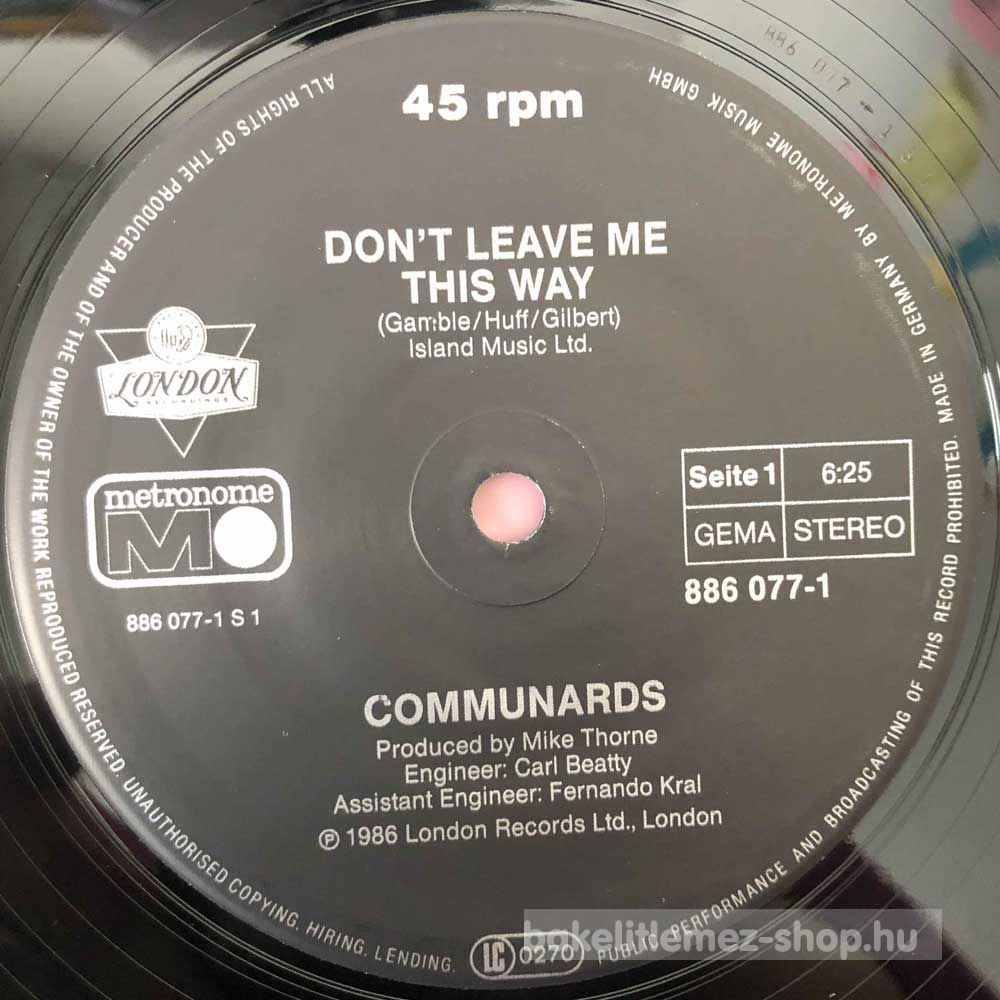 886 077-1
45 rpm
DON'T LEAVE ME
THIS WAY
(Gamble/Huff/Gilbert)
Island Music Ltd.
LONDON
RECORDINGS
metronome
M
886 077-1 S 1
Seite 1 6:25
GEMA STEREO
886 077-1
COMMUNARDS
Produced by Mike Thorne
Engineer: Carl Beatty
Assistant Engineer: Fernando Kral
℗ 1986 London Records Ltd., London
ALL RIGHTS OF THE PRODUCER AND OF THE OWNER OF THE WORK REPRODUCED RESERVED. UNAUTHORISED COPYING, HIRING, LENDING, PUBLIC PERFORMANCE AND BROADCASTING OF THIS RECORD PROHIBITED. MADE IN GERMANY BY METRONOME MUSIK GMBH
LC 0270
bakelitlemez-shop.hu